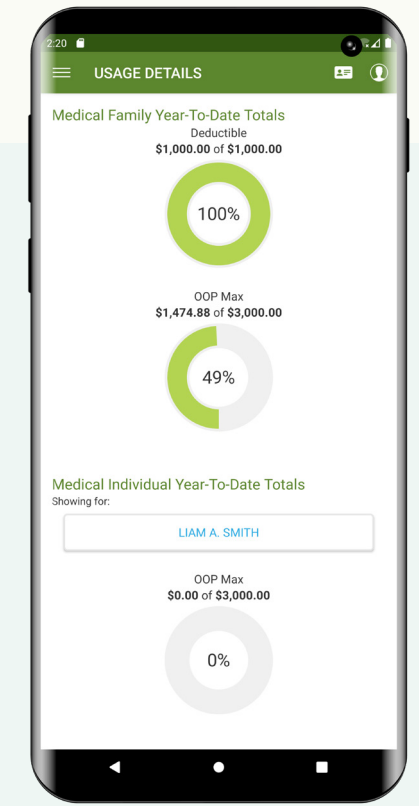 2:20
USAGE DETAILS
Medical Family Year-To-Date Totals
Deductible
$1,000.00 of $1,000.00
100%
OOP Max
$1,474.88 of $3,000.00
49%
Medical Individual Year-To-Date Totals
Showing for:
LIAM A. SMITH
OOP Max
$0.00 of $3,000.00
0%